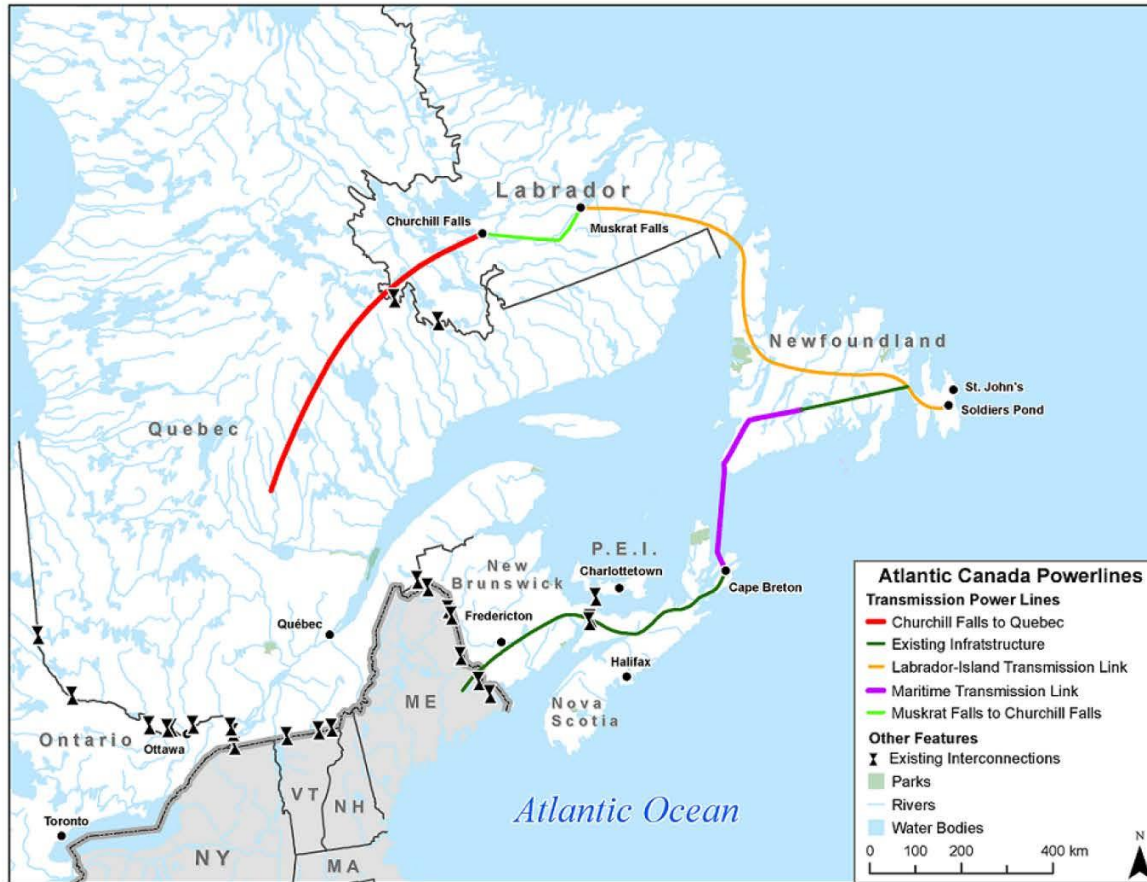 Labrador
Churchill Falls
Muskrat Falls
Newfoundland
St. John's
Soldiers Pond
Quebec
P.E.I.
Charlottetown
New
Brunswick
Cape Breton
Fredericton
Québec
Halifax
ME
Nova
Scotia
Ontario
Ottawa
VT
NH
Toronto
NY
MA
Atlantic Ocean
Atlantic Canada Powerlines
Transmission Power Lines
Churchill Falls to Quebec
Existing Infratstructure
Labrador-Island Transmission Link
Maritime Transmission Link
Muskrat Falls to Churchill Falls
Other Features
Existing Interconnections
Parks
Rivers
Water Bodies
N
0 100 200 400 km